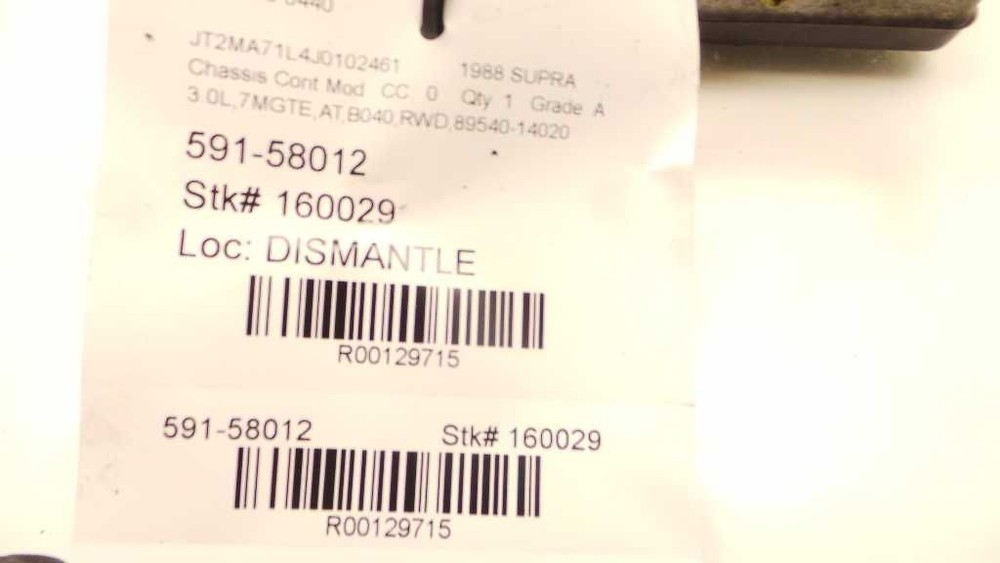 JT2MA71L4J0102461 1988 SUPRA
Chassis Cont Mod CC 0 Qty 1 Grade A
3.0L,7MGTE,AT,B040,RWD,89540-14020
591-58012
Stk# 160029
Loc: DISMANTLE
R00129715
591-58012 Stk# 160029
R00129715